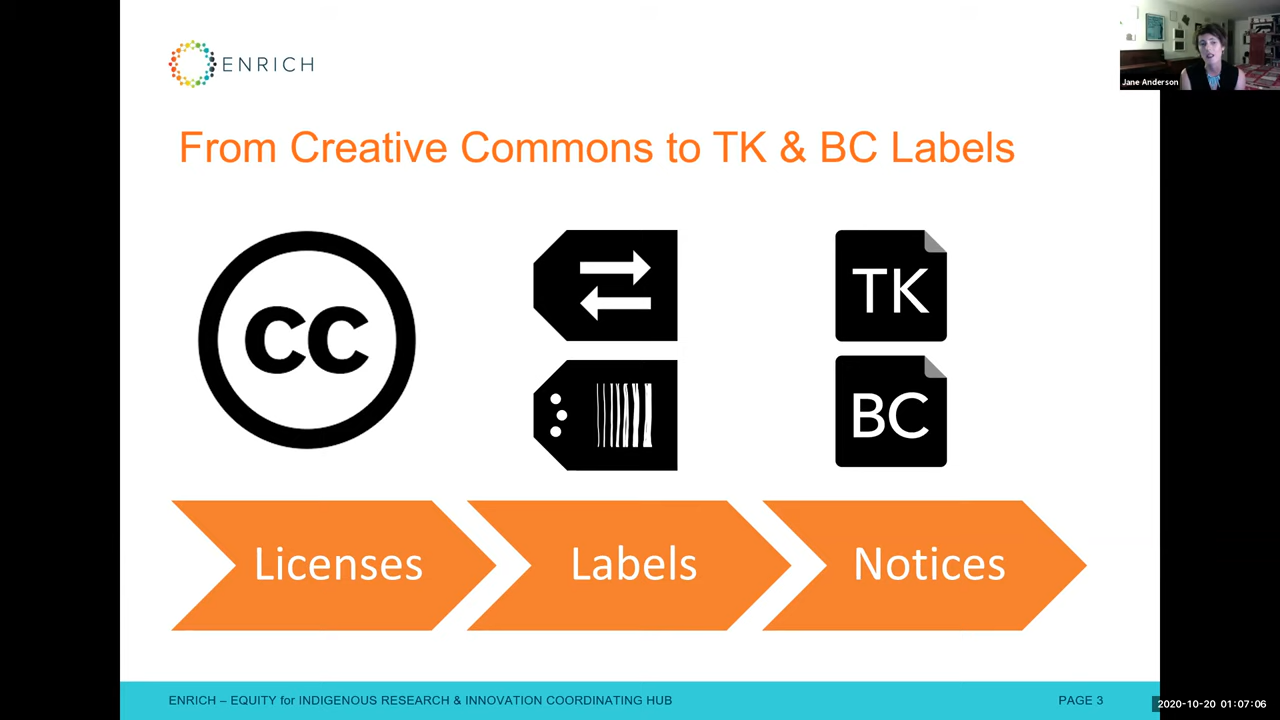 ENRICH
Jane Anderson
From Creative Commons to TK & BC Labels
CC
TK
BC
Licenses
Labels
Notices
ENRICH – EQUITY for INDIGENOUS RESEARCH & INNOVATION COORDINATING HUB
PAGE 3
2020-10-20 01:07:06